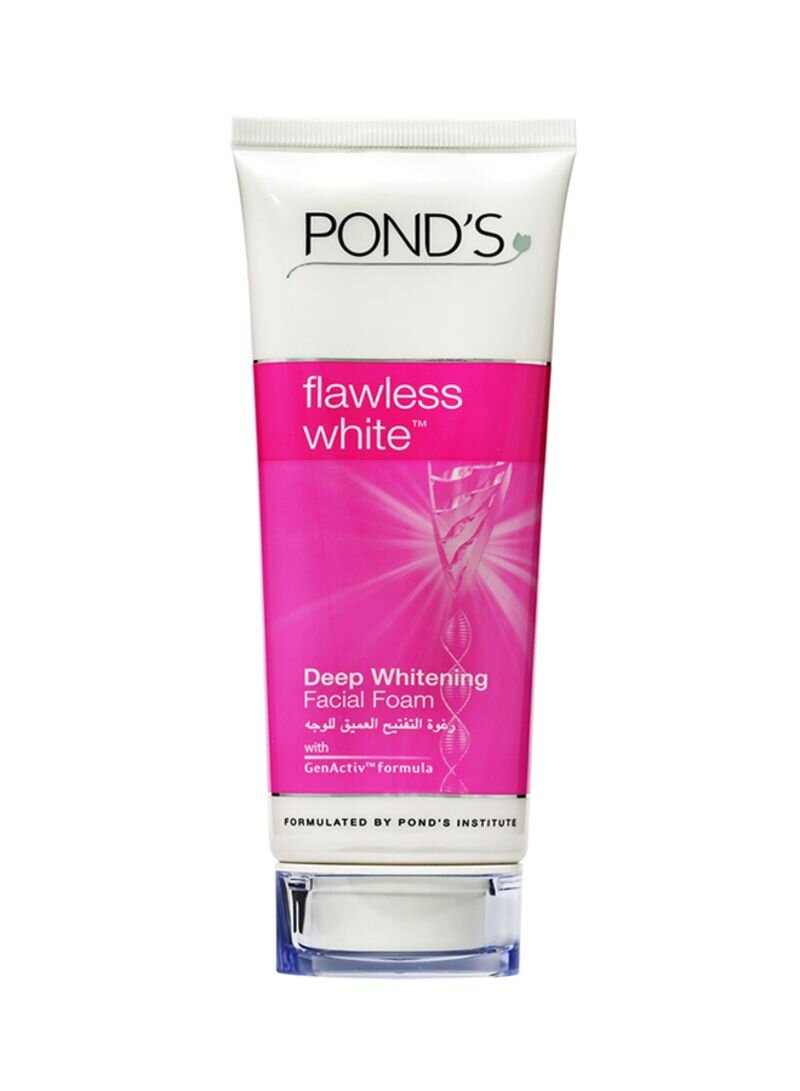 POND'S
flawless
white™
Deep Whitening
Facial Foam
رغوة التفتيح العميق للوجه
with
GenActiv™ formula
FORMULATED BY POND'S INSTITUTE